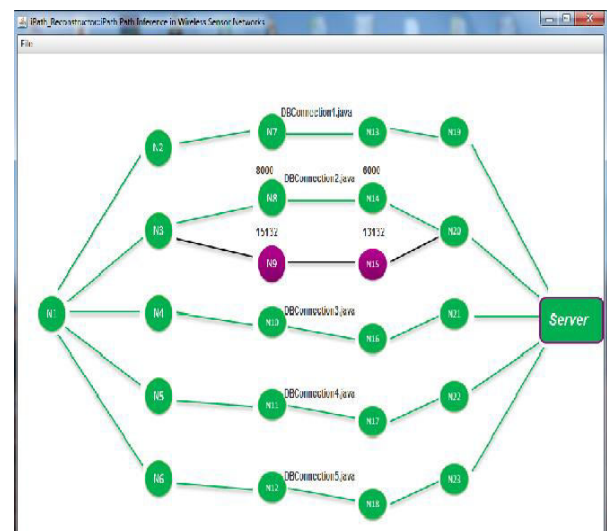 iPath_Reconstructor::iPath Path Inference in Wireless Sensor Networks
File
DBConnection1.java
N2
N7
N13
N19
8000
6000
DBConnection2.java
N3
N8
N14
15132
13132
N20
N9
N15
N1
N4
DBConnection3.java
N10
N16
N21
Server
N5
DBConnection4.java
N11
N17
N22
N6
DBConnection5.java
N12
N18
N23